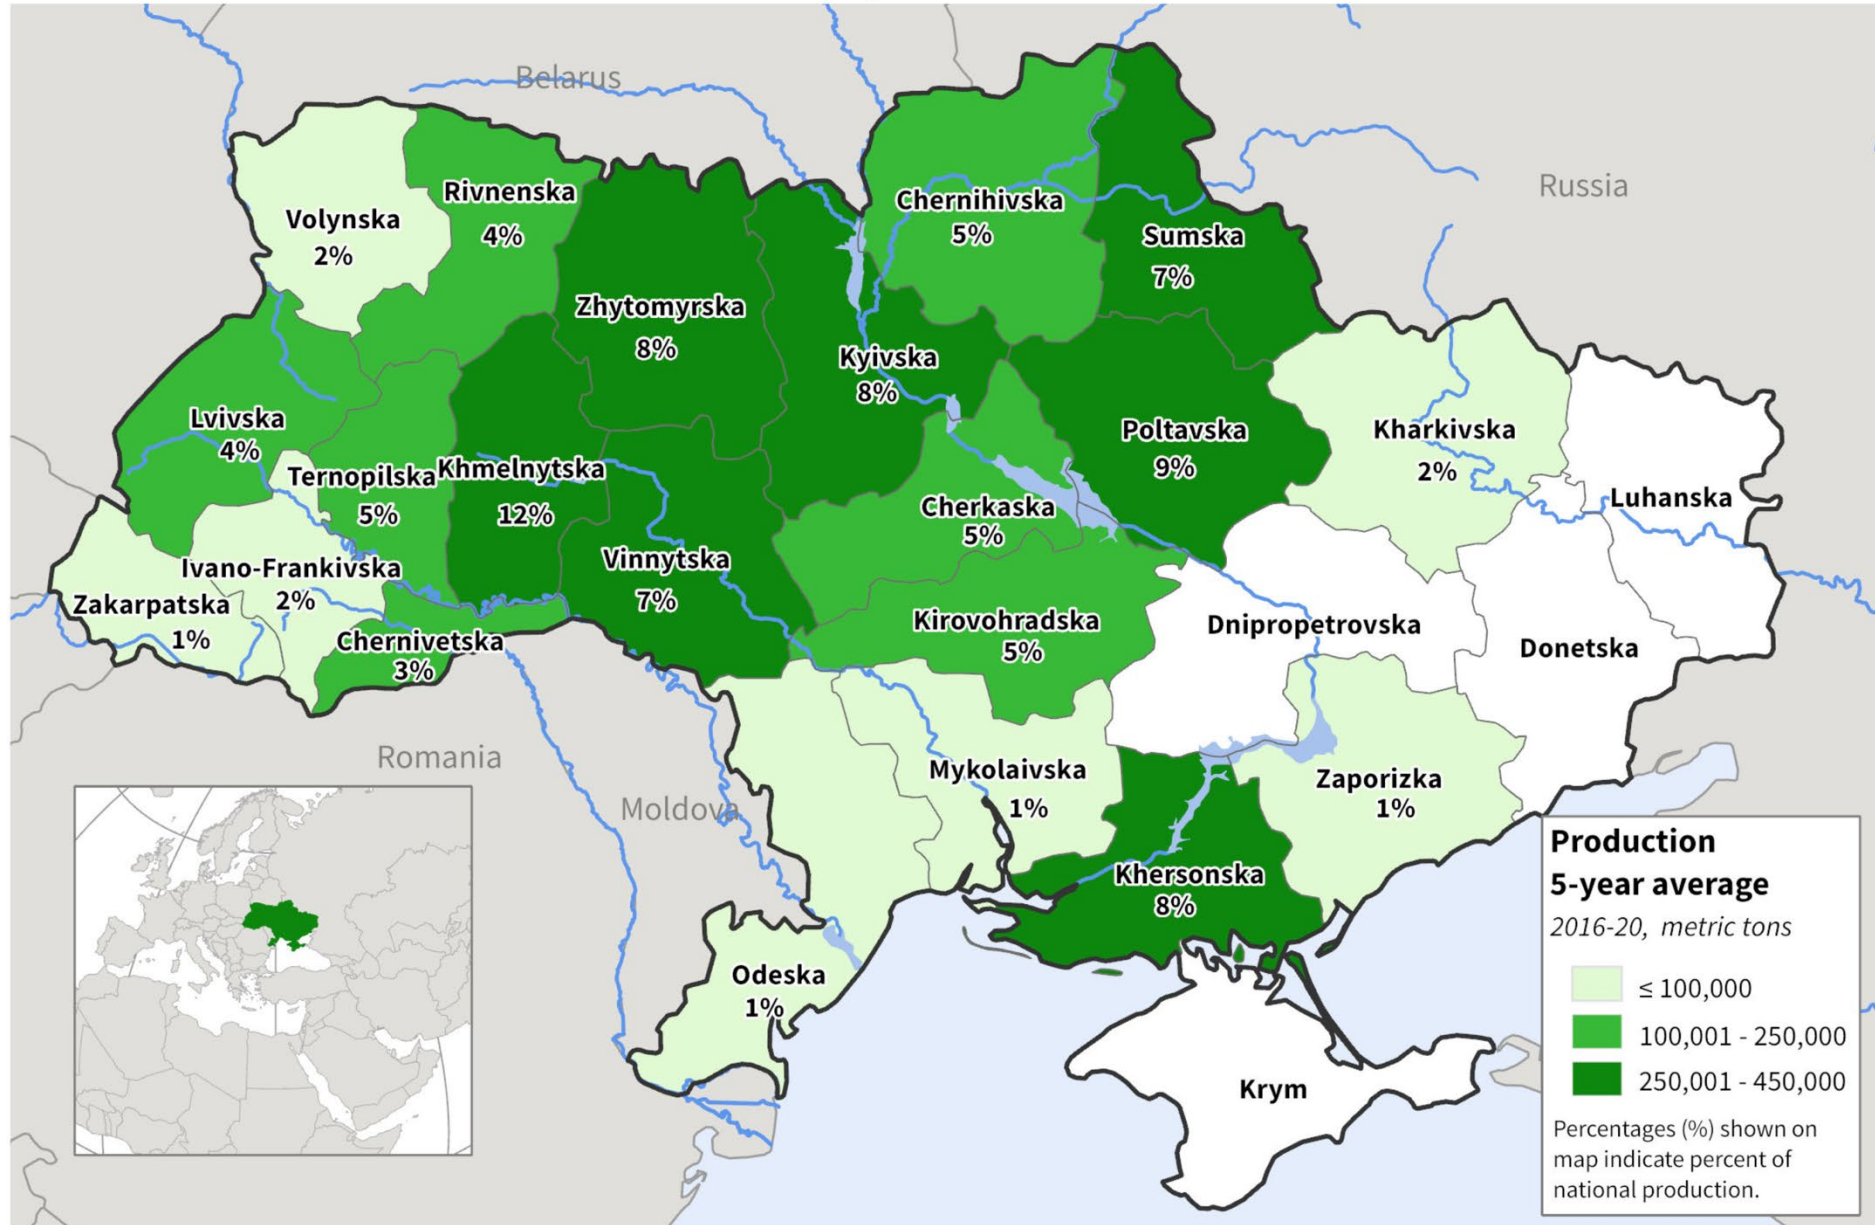 Belarus
Russia
Volynska
2%
Rivnenska
4%
Zhytomyrska
8%
Kyivska
8%
Chernihivska
5%
Sumska
7%
Lvivska
4%
Ternopilska
5%
Khmelnytska
12%
Vinnytska
7%
Cherkaska
5%
Poltavska
9%
Kharkivska
2%
Luhanska
Zakarpatska
1%
Ivano-Frankivska
2%
Chernivetska
3%
Kirovohradska
5%
Dnipropetrovska
Donetska
Romania
Moldova
Mykolaivska
1%
Zaporizka
1%
Khersonska
8%
Odeska
1%
Krym
Production
5-year average
2016-20, metric tons
≤ 100,000
100,001 - 250,000
250,001 - 450,000
Percentages (%) shown on
map indicate percent of
national production.